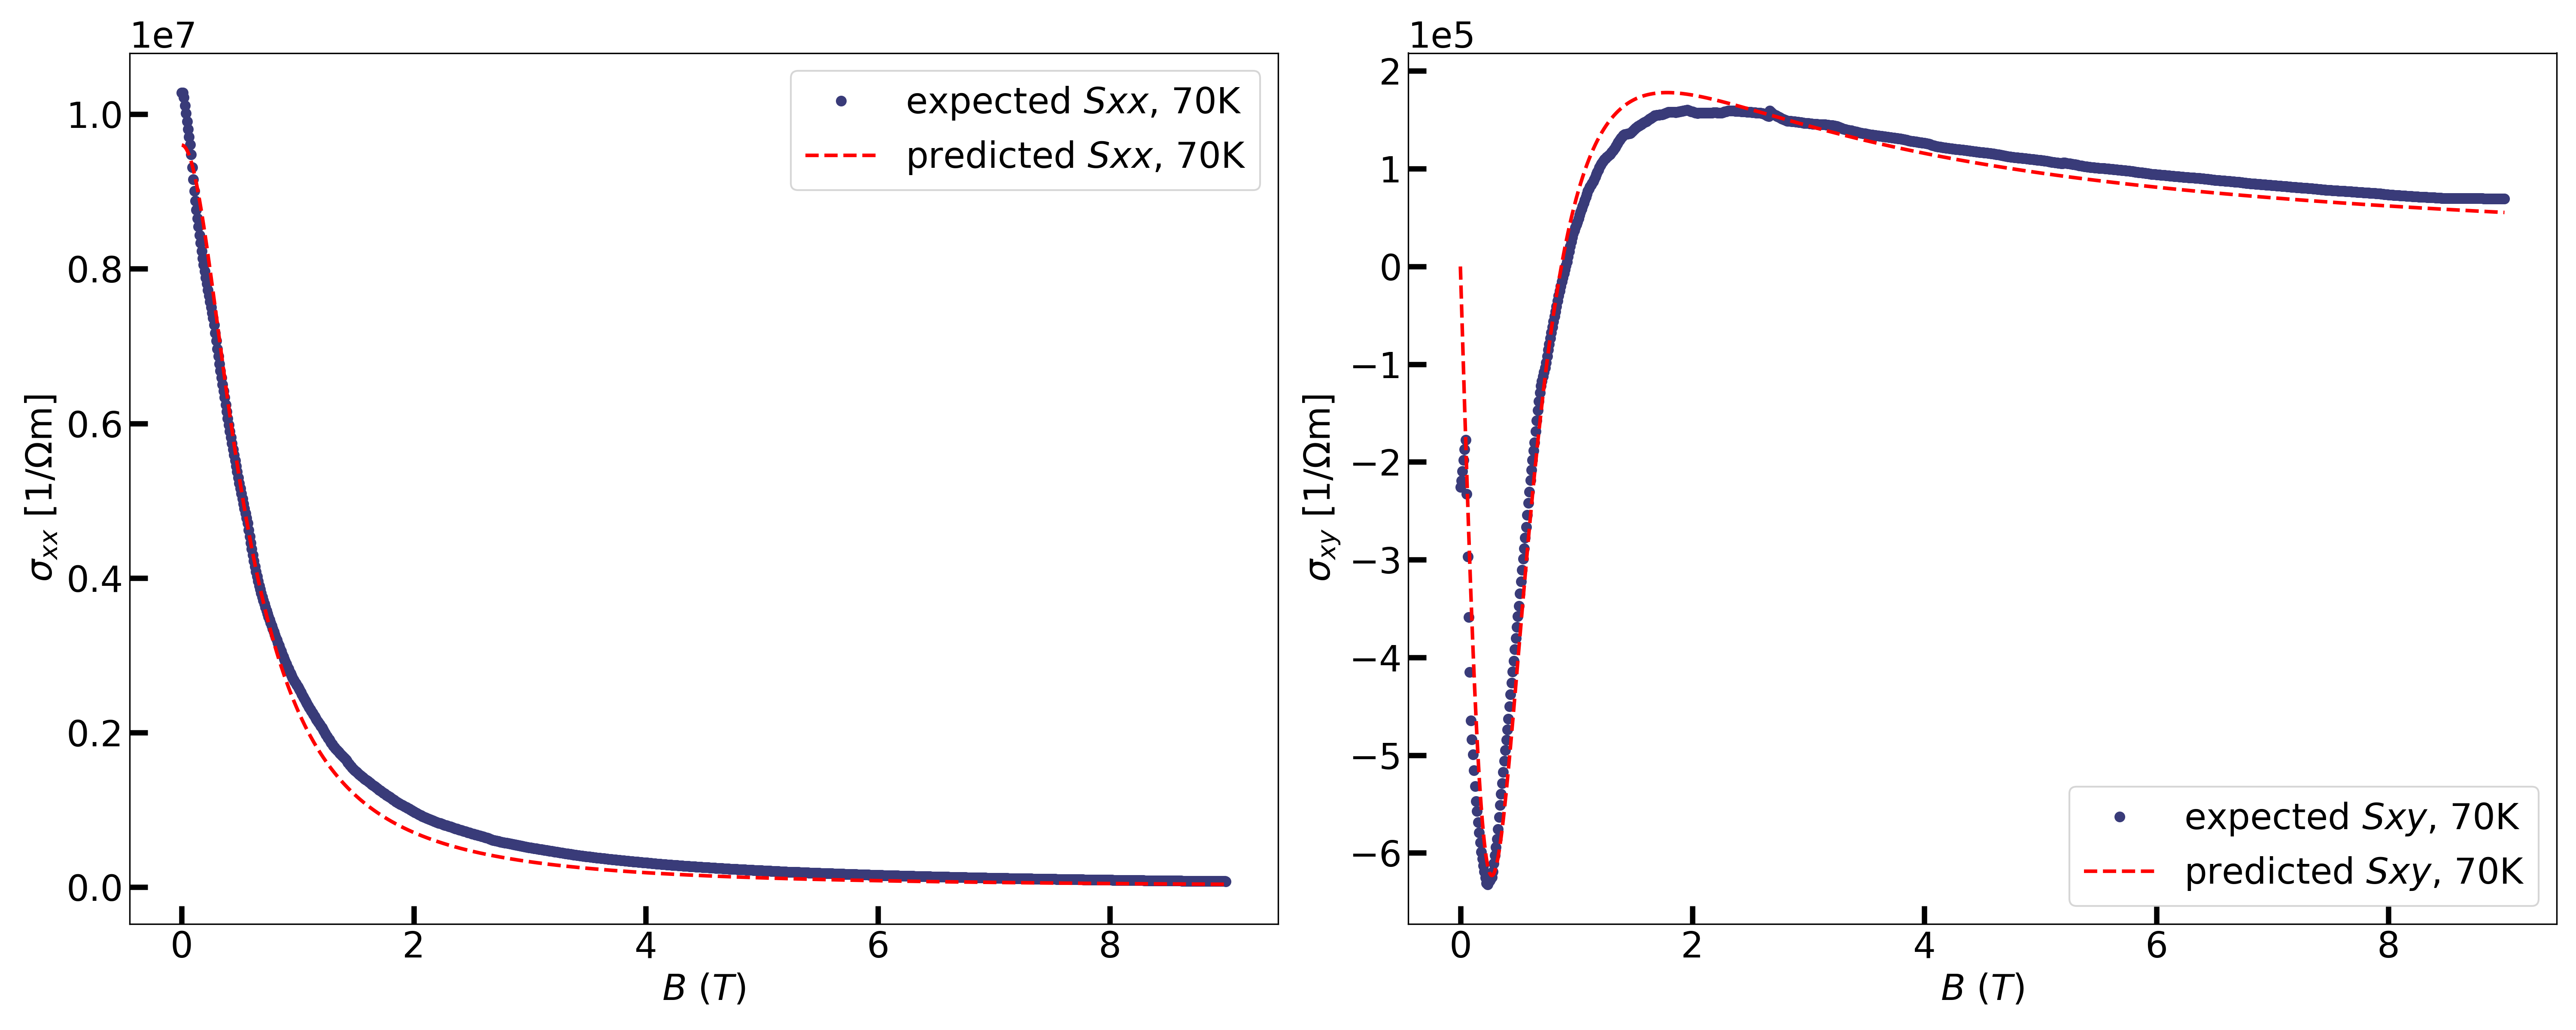 1e7
1.0
0.8
0.6
0.4
0.2
0.0
σxx [1/Ωm]
expected Sxx, 70K
predicted Sxx, 70K
0 2 4 6 8
B (T)
1e5
2
1
0
−1
−2
−3
−4
−5
−6
σxy [1/Ωm]
expected Sxy, 70K
predicted Sxy, 70K
0 2 4 6 8
B (T)